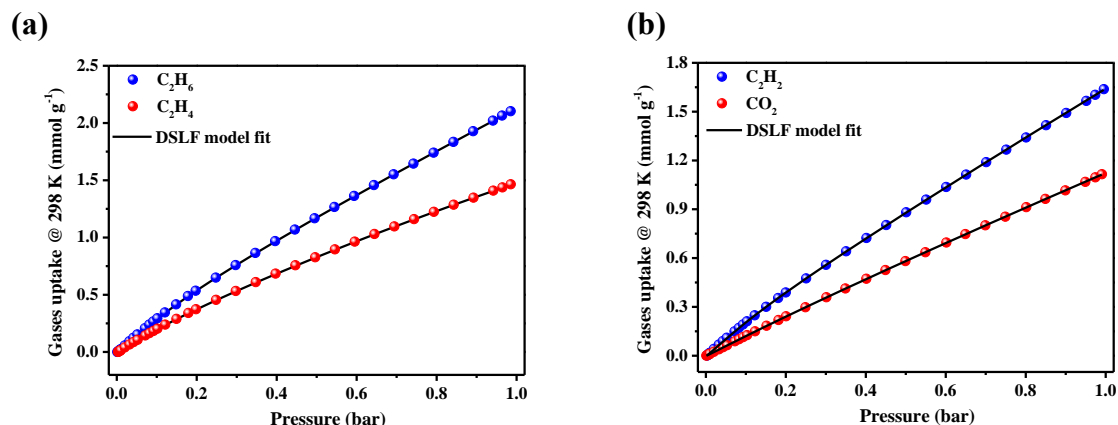 (a)
Gases uptake @ 298 K (mmol g⁻¹)
2.5
2.0
1.5
1.0
0.5
0.0
C₂H₆
C₂H₄
DSLF model fit
0.0 0.2 0.4 0.6 0.8 1.0
Pressure (bar)
(b)
Gases uptake @ 298 K (mmol g⁻¹)
1.8
1.5
1.2
0.9
0.6
0.3
0.0
C₂H₂
CO₂
DSLF model fit
0.0 0.2 0.4 0.6 0.8 1.0
Pressure (bar)